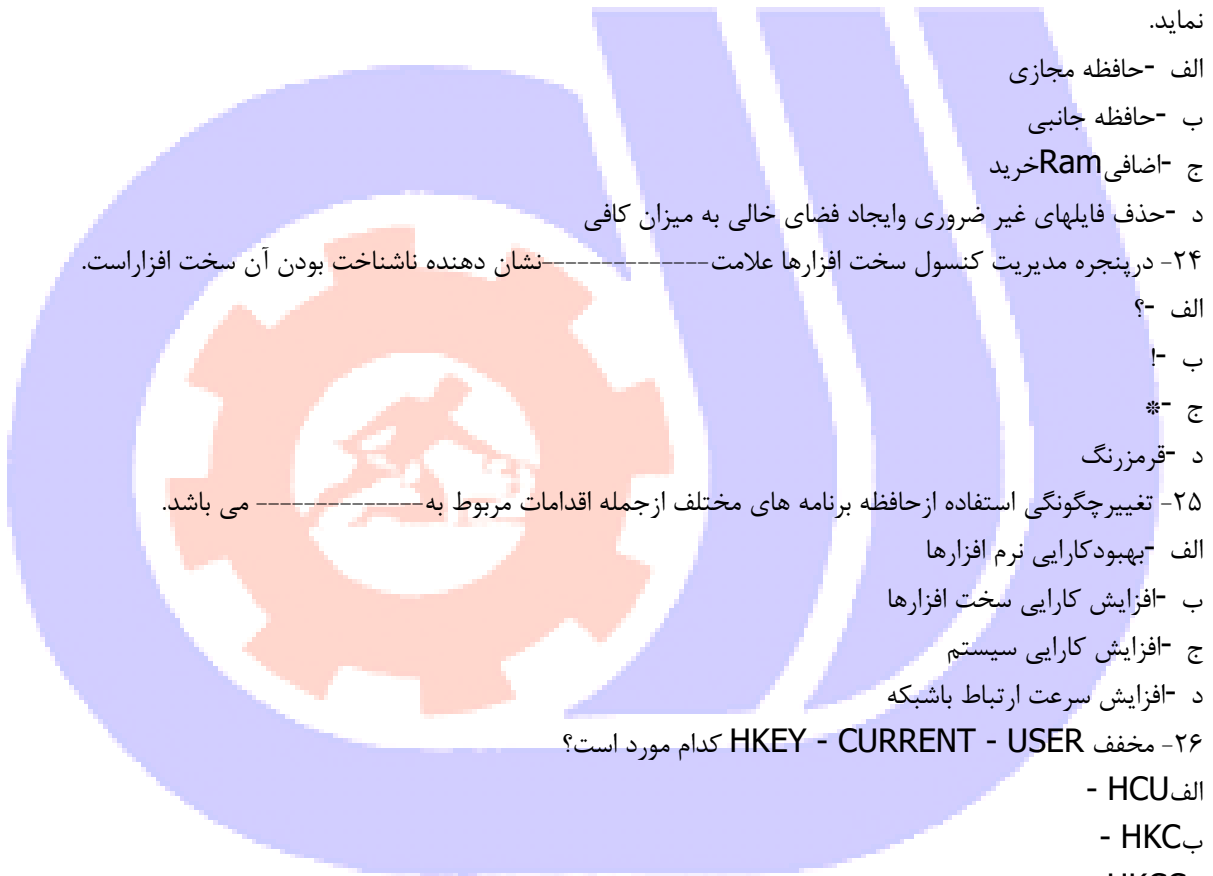 نماید.
الف -حافظه مجازی
ب -حافظه جانبی
ج -اضافیRamخرید
د -حذف فایلهای غیر ضروری وایجاد فضای خالی به میزان کافی
۲۴- درپنجره مدیریت کنسول سخت افزارها علامت---------------نشان دهنده ناشناخت بودن آن سخت افزاراست.
الف -؟
ب -!
ج -*
د -قرمزرنگ
۲۵- تغییرچگونگی استفاده ازحافظه برنامه های مختلف ازجمله اقدامات مربوط به--------------- می باشد.
الف -بهبودکارایی نرم افزارها
ب -افزایش کارایی سخت افزارها
ج -افزایش کارایی سیستم
د -افزایش سرعت ارتباط باشبکه
۲۶- مخفف HKEY - CURRENT - USER کدام مورد است؟
الفHCU -
بHKC -